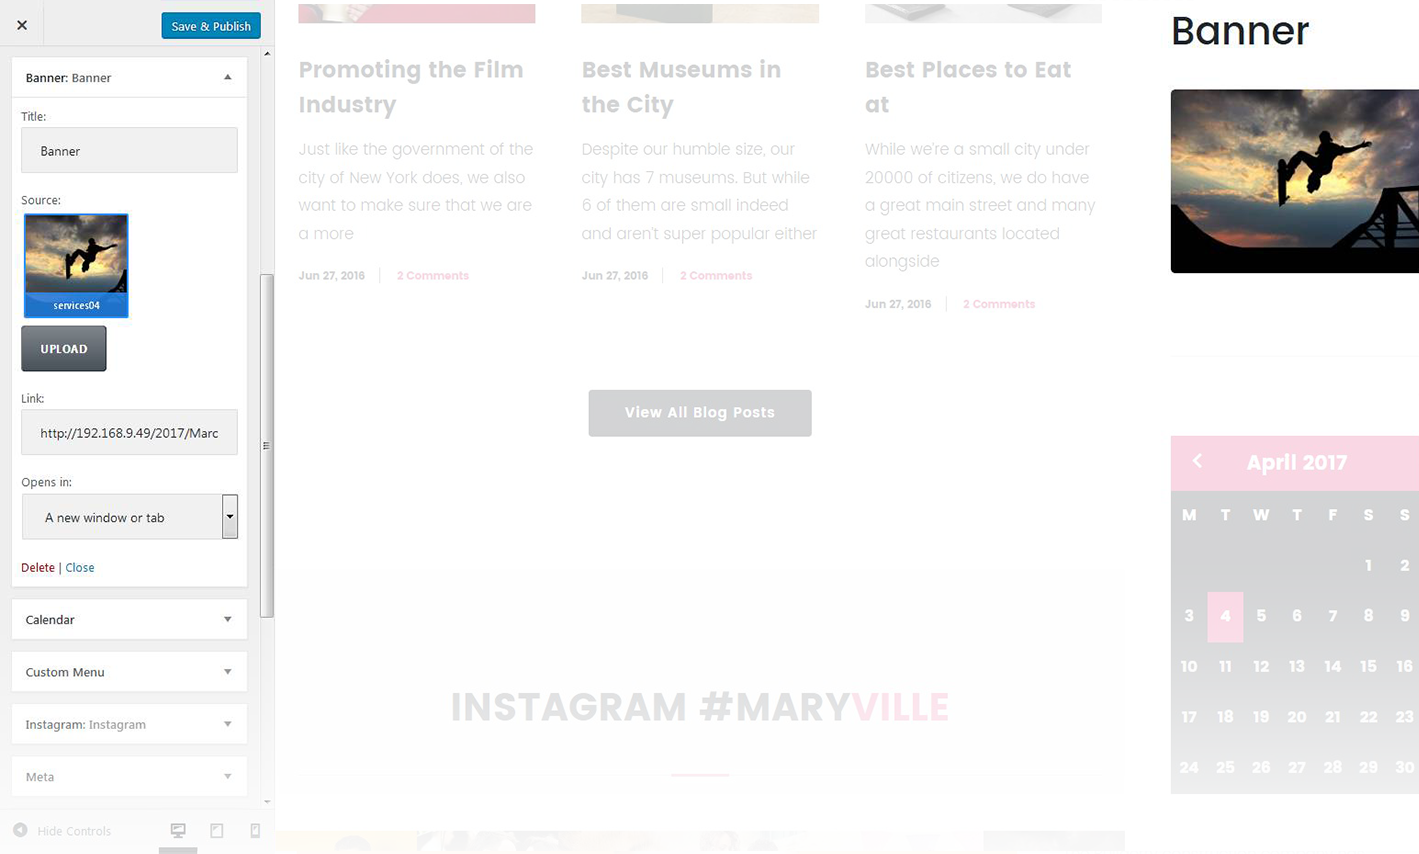 Save & Publish
Banner: Banner
Title:
Banner
Source:
services04
UPLOAD
Link:
http://192.168.9.49/2017/Marc
Opens in:
A new window or tab
Delete | Close
Calendar
Custom Menu
Instagram: Instagram
Meta
Hide Controls
Promoting the Film
Industry
Just like the government of the
city of New York does, we also
want to make sure that we are
a more
Jun 27, 2016 | 2 Comments
Best Museums in
the City
Despite our humble size, our
city has 7 museums. But while
6 of them are small indeed
and aren't super popular either
Jun 27, 2016 | 2 Comments
Best Places to Eat
at
While we're a small city under
20000 of citizens, we do have
a great main street and many
great restaurants located
alongside
Jun 27, 2016 | 2 Comments
View All Blog Posts
INSTAGRAM #MARYVILLE
Banner
April 2017
M T W T F S S
1 2
3 4 5 6 7 8 9
10 11 12 13 14 15 16
17 18 19 20 21 22 23
24 25 26 27 28 29 30